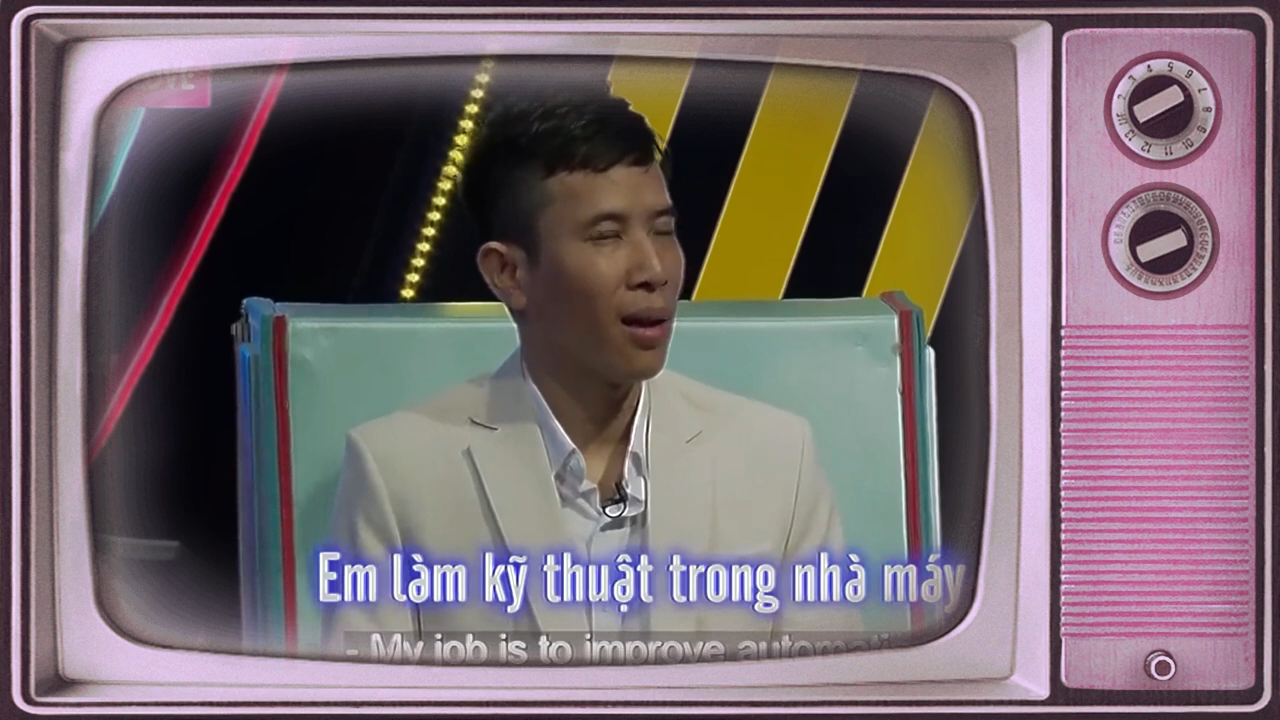 Em làm kỹ thuật trong nhà máy
- My job is to improve